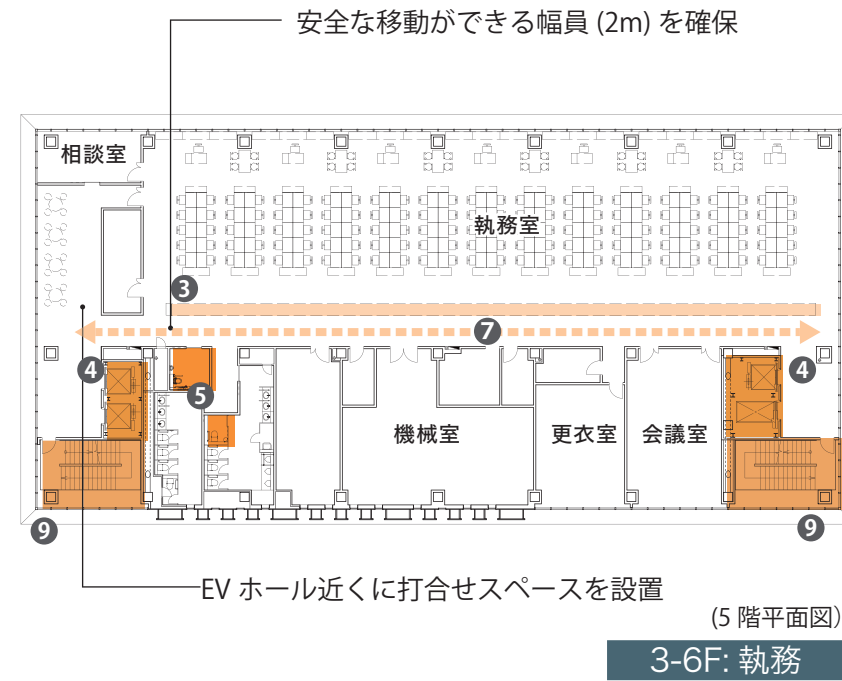 安全な移動ができる幅員 (2m) を確保
相談室
執務室
3
7
4
4
5
機械室
更衣室
会議室
9
9
EV ホール近くに打合せスペースを設置
(5 階平面図)
3-6F: 執務